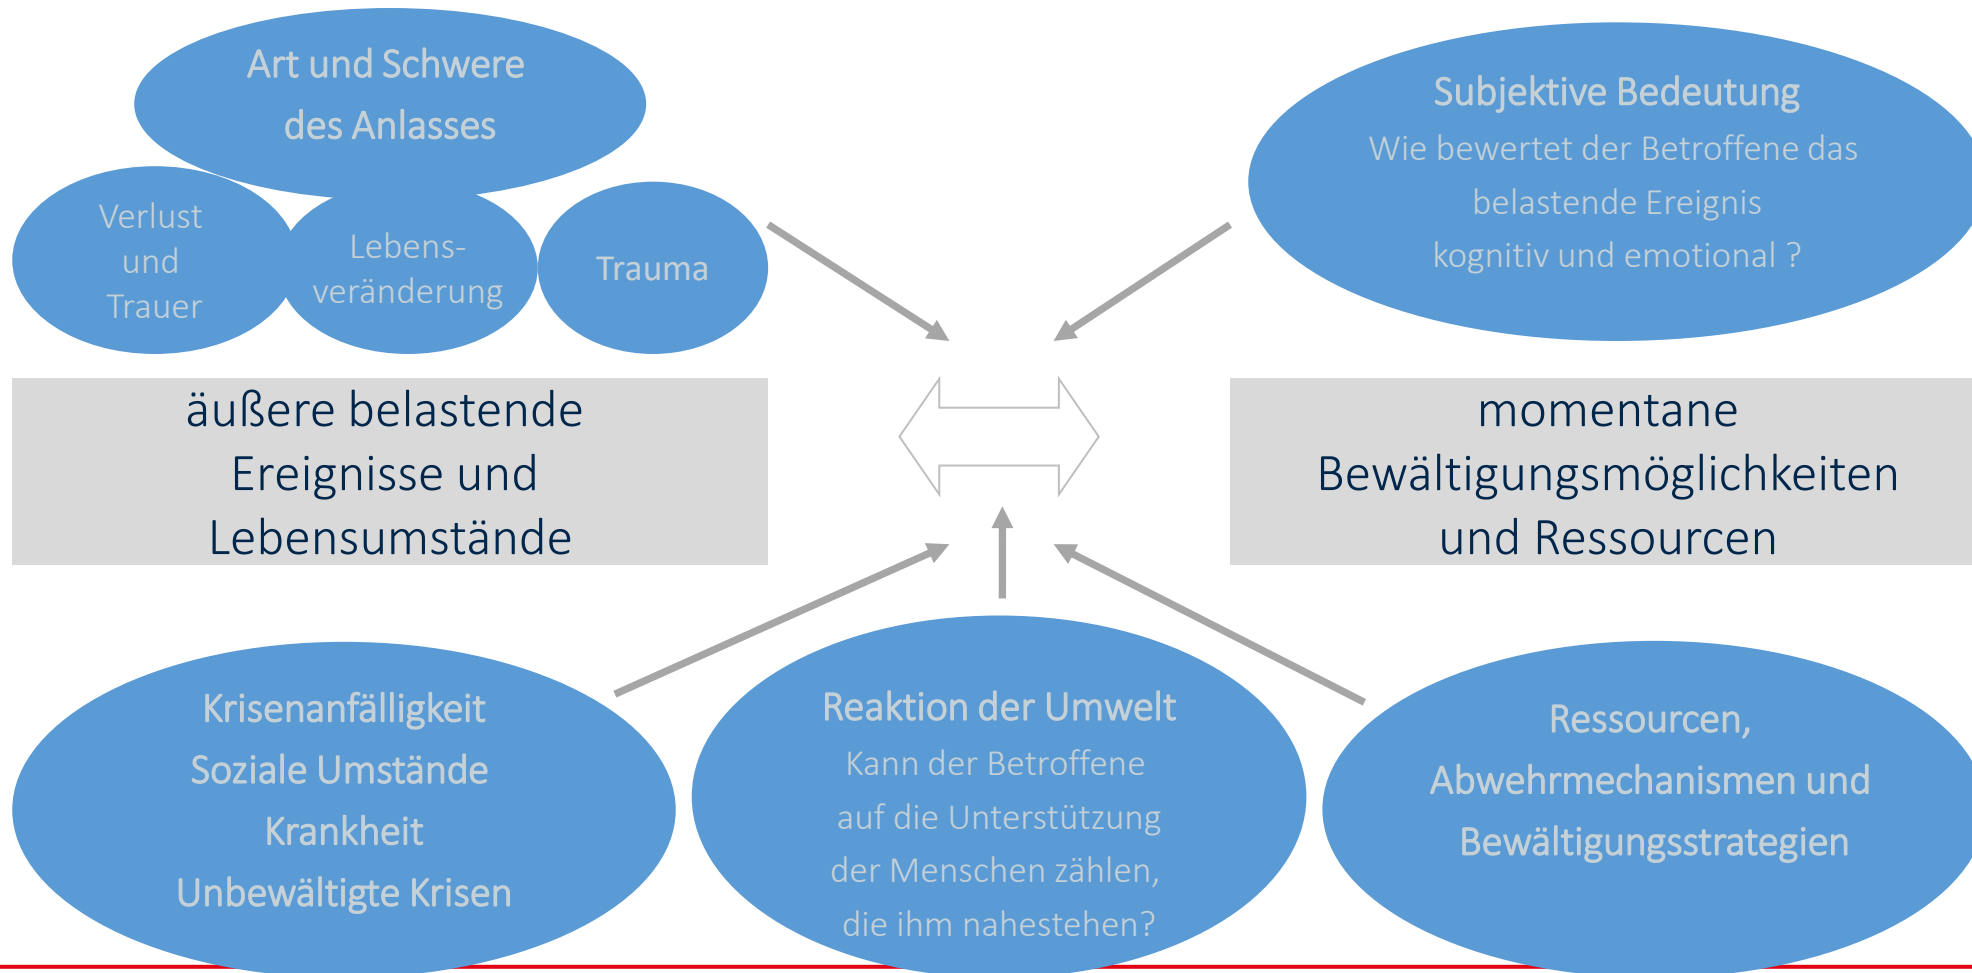 Art und Schwere
des Anlasses
Verlust
und
Trauer
Lebens-
veränderung
Trauma
Subjektive Bedeutung
Wie bewertet der Betroffene das
belastende Ereignis
kognitiv und emotional ?
äußere belastende
Ereignisse und
Lebensumstände
momentane
Bewältigungsmöglichkeiten
und Ressourcen
Krisenanfälligkeit
Soziale Umstände
Krankheit
Unbewältigte Krisen
Reaktion der Umwelt
Kann der Betroffene
auf die Unterstützung
der Menschen zählen,
die ihm nahestehen?
Ressourcen,
Abwehrmechanismen und
Bewältigungsstrategien